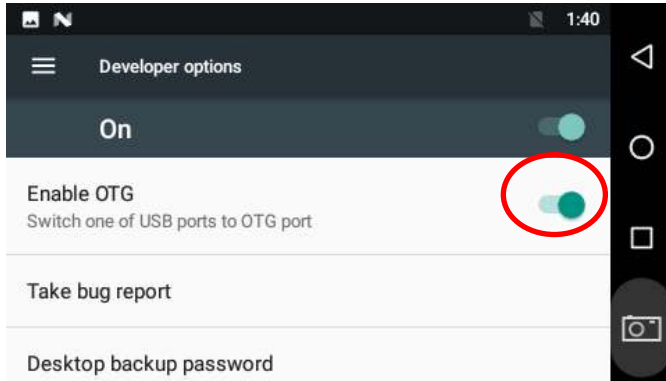 1:40
Developer options
On
Enable OTG
Switch one of USB ports to OTG port
Take bug report
Desktop backup password